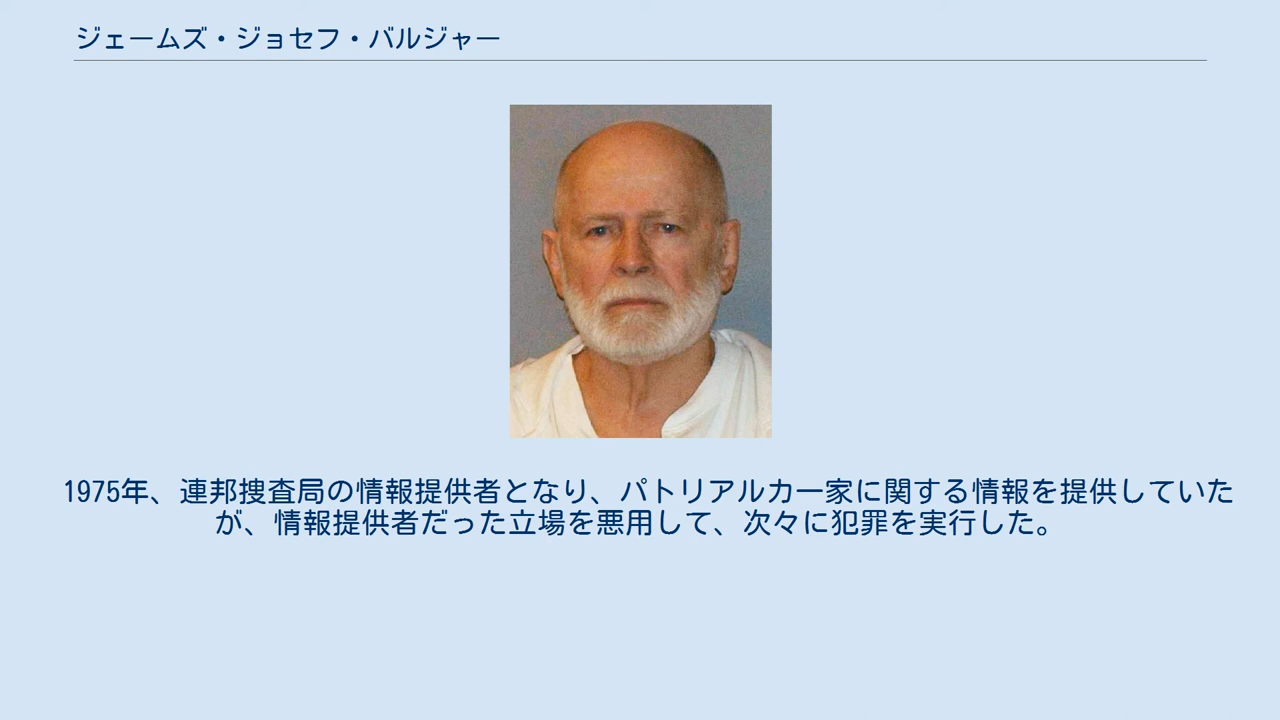 ジェームズ・ジョセフ・バルジャー
1975年、連邦捜査局の情報提供者となり、パトリアルカ一家に関する情報を提供していた
が、情報提供者だった立場を悪用して、次々に犯罪を実行した。